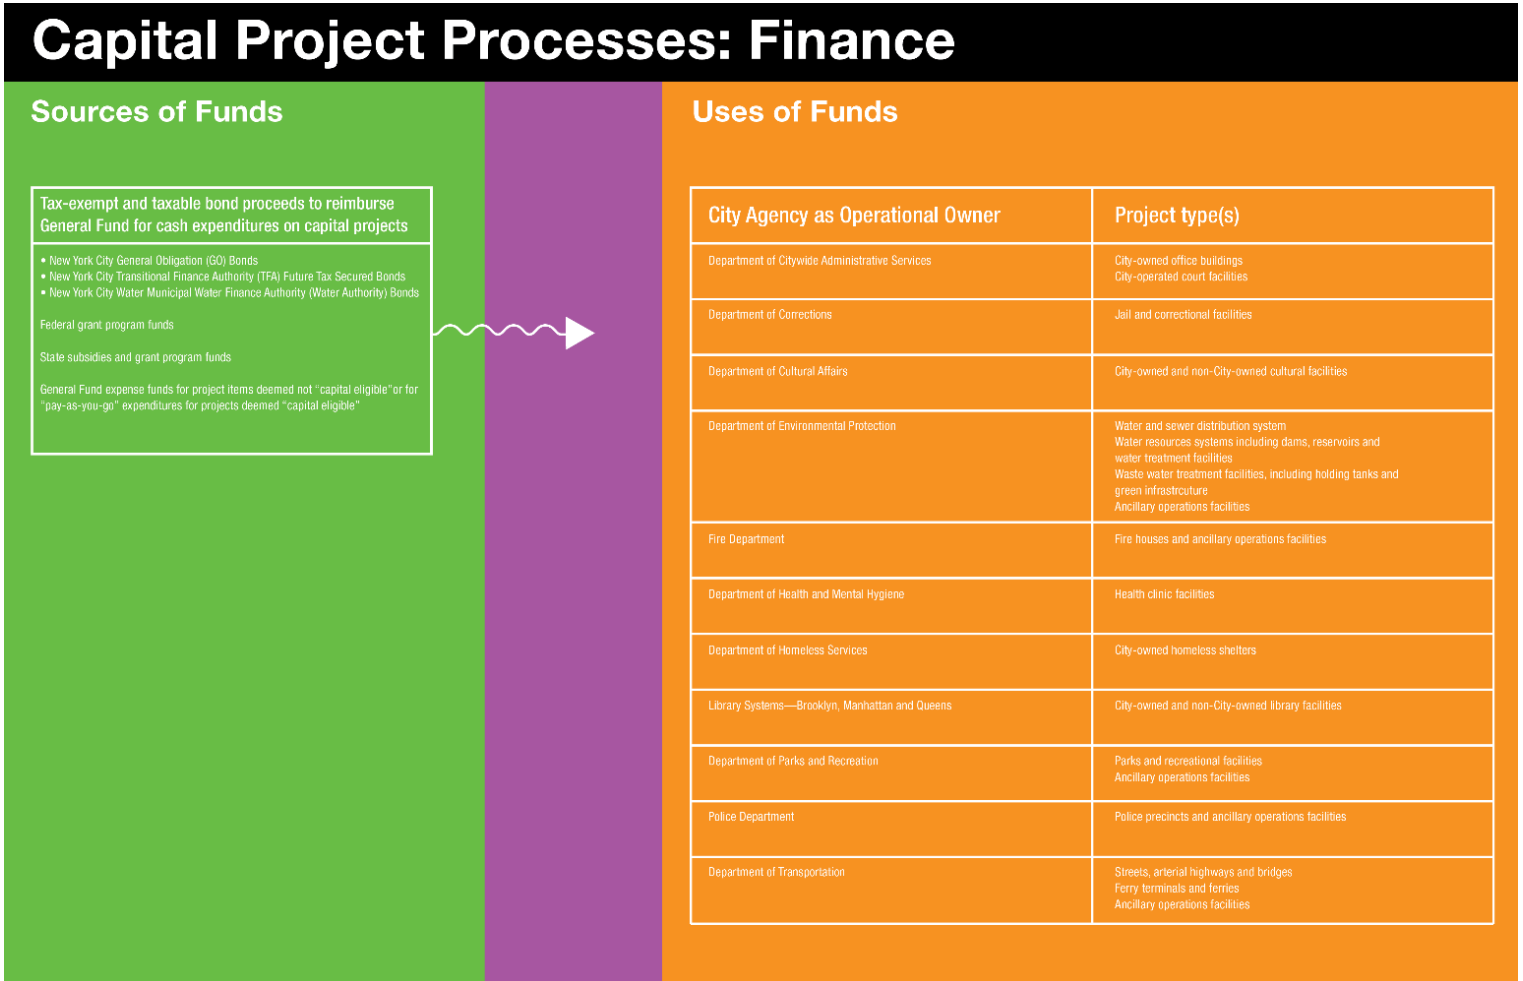 Capital Project Processes: Finance
Sources of Funds
Tax-exempt and taxable bond proceeds to reimburse
General Fund for cash expenditures on capital projects
• New York City General Obligation (GO) Bonds
• New York City Transitional Finance Authority (TFA) Future Tax Secured Bonds
• New York City Water Municipal Water Finance Authority (Water Authority) Bonds
Federal grant program funds
State subsidies and grant program funds
General Fund expense funds for project items deemed not “capital eligible”or for
“pay-as-you-go” expenditures for projects deemed “capital eligible”
Uses of Funds
City Agency as Operational Owner
Project type(s)
Department of Citywide Administrative Services
City-owned office buildings
City-operated court facilities
Department of Corrections
Jail and correctional facilities
Department of Cultural Affairs
City-owned and non-City-owned cultural facilities
Department of Environmental Protection
Water and sewer distribution system
Water resources systems including dams, reservoirs and
water treatment facilities
Waste water treatment facilities, including holding tanks and
green infrastrcuture
Ancillary operations facilities
Fire Department
Fire houses and ancillary operations facilities
Department of Health and Mental Hygiene
Health clinic facilities
Department of Homeless Services
City-owned homeless shelters
Library Systems—Brooklyn, Manhattan and Queens
City-owned and non-City-owned library facilities
Department of Parks and Recreation
Parks and recreational facilities
Ancillary operations facilities
Police Department
Police precincts and ancillary operations facilities
Department of Transportation
Streets, arterial highways and bridges
Ferry terminals and ferries
Ancillary operations facilities